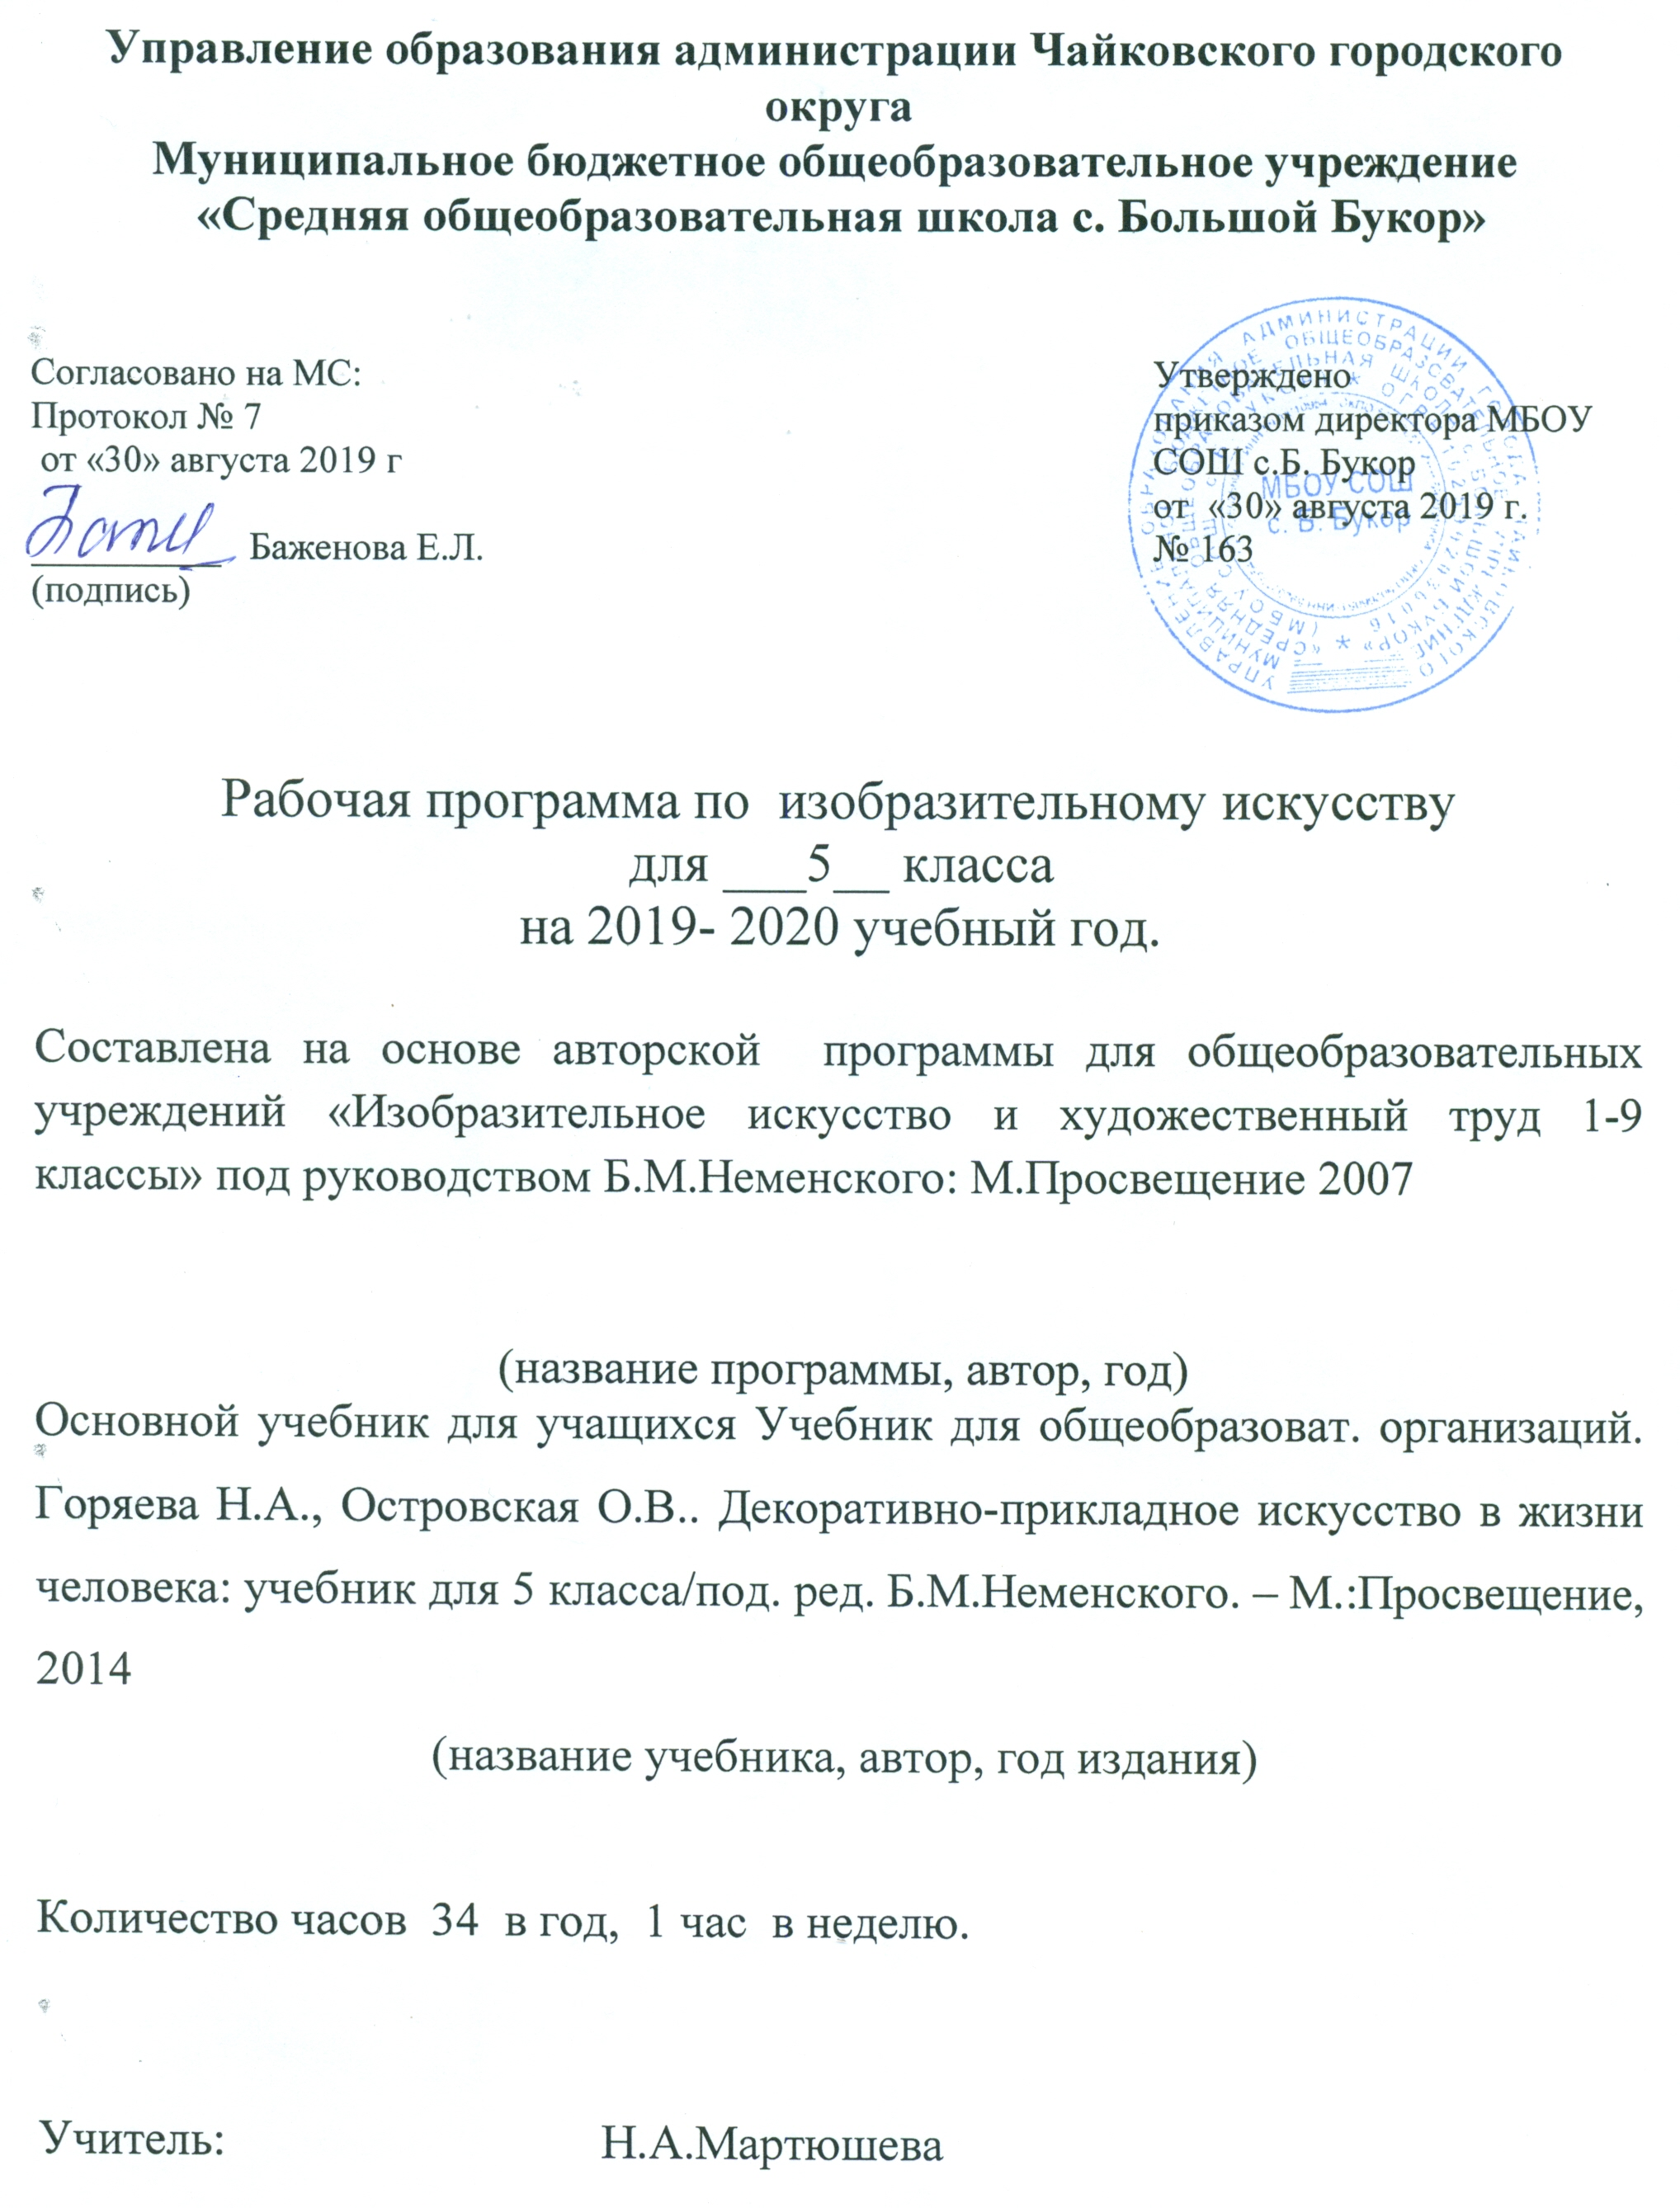 Управление образования администрации Чайковского городского
округа
Муниципальное бюджетное общеобразовательное учреждение
«Средняя общеобразовательная школа с. Большой Букор»
Согласовано на МС:
Протокол № 7
от «30» августа 2019 г
Баженова Е.Л.
(подпись)
Утверждено
приказом директора МБОУ
СОШ с.Б. Букор
от «30» августа 2019 г.
№ 163
МБОУ СОШ
с. Б. Букор
Рабочая программа по изобразительному искусству
для ___5__ класса
на 2019- 2020 учебный год.
Составлена на основе авторской программы для общеобразовательных
учреждений «Изобразительное искусство и художественный труд 1-9
классы» под руководством Б.М.Неменского: М.Просвещение 2007
(название программы, автор, год)
Основной учебник для учащихся Учебник для общеобразоват. организаций.
Горяева Н.А., Островская О.В.. Декоративно-прикладное искусство в жизни
человека: учебник для 5 класса/под. ред. Б.М.Неменского. – М.:Просвещение,
2014
(название учебника, автор, год издания)
Количество часов 34 в год, 1 час в неделю.
Учитель: Н.А.Мартюшева